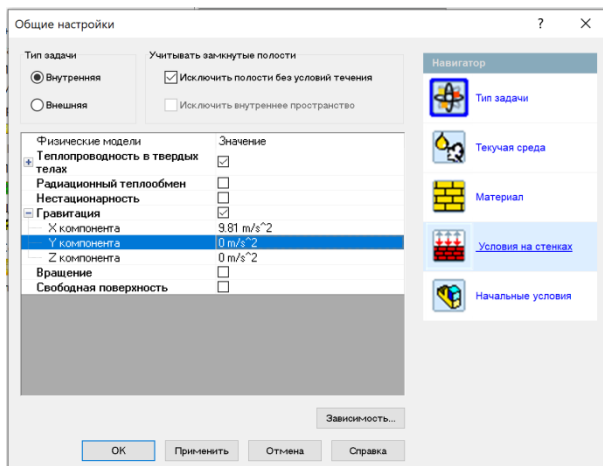 Общие настройки
?
Тип задачи
Учитывать замкнутые полости
Внутренняя
Исключить полости без условий течения
Внешняя
Исключить внутреннее пространство
Физические модели Значение
Теплопроводность в твердых
телах
Радиационный теплообмен
Нестационарность
Гравитация
X компонента 9.81 m/s^2
Y компонента 0 m/s^2
Z компонента 0 m/s^2
Вращение
Свободная поверхность
Зависимость...
OK Применить Отмена Справка
Навигатор
Тип задачи
Текучая среда
Материал
Условия на стенках
Начальные условия